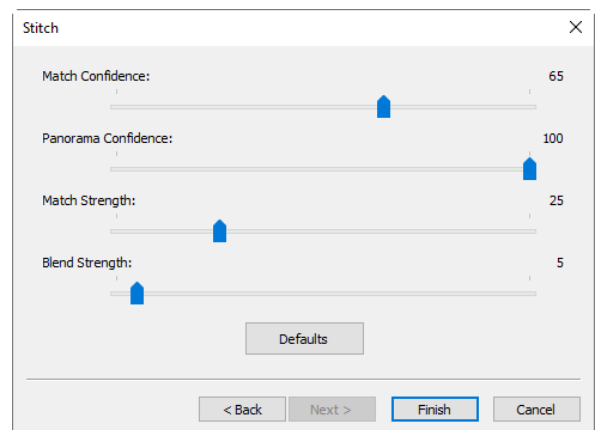 Stitch
Match Confidence: 65
Panorama Confidence: 100
Match Strength: 25
Blend Strength: 5
Defaults
< Back Next > Finish Cancel